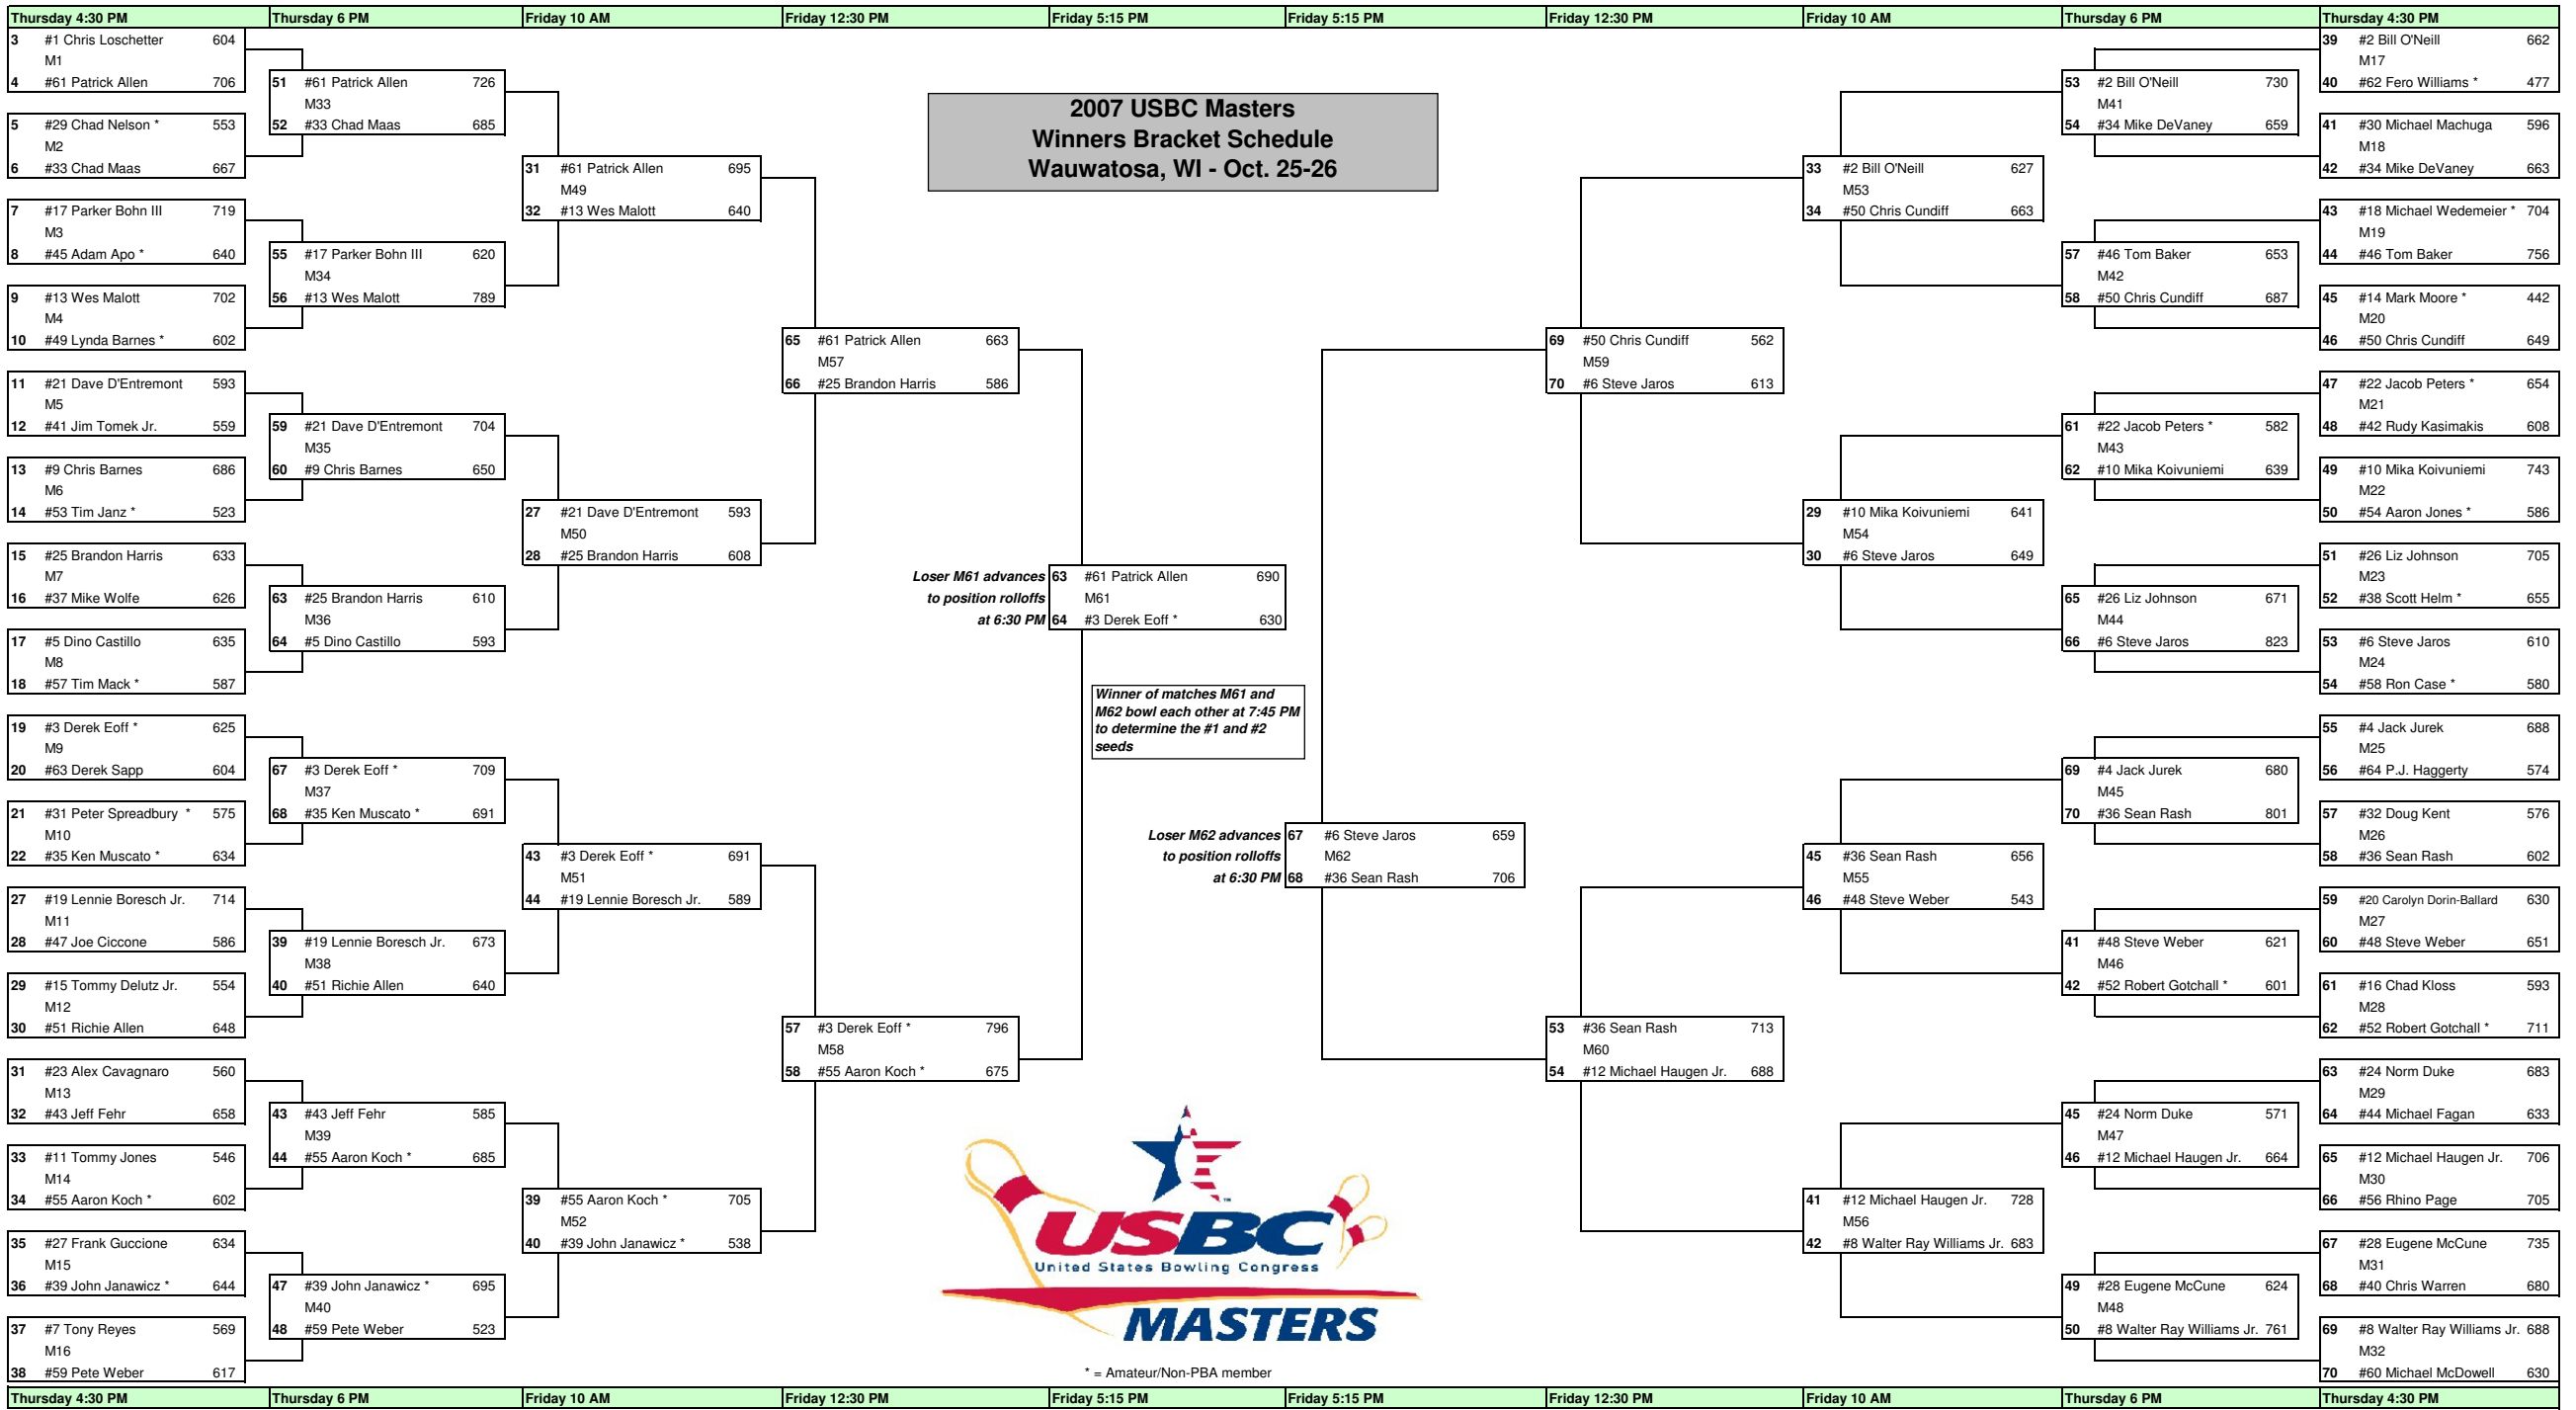 Thursday 4:30 PM Thursday 6 PM Friday 10 AM Friday 12:30 PM Friday 5:15 PM Friday 5:15 PM Friday 12:30 PM Friday 10 AM Thursday 6 PM Thursday 4:30 PM
2007 USBC Masters
Winners Bracket Schedule
Wauwatosa, WI - Oct. 25-26
3 #1 Chris Loschetter 604
M1
4 #61 Patrick Allen 706
5 #29 Chad Nelson * 553
M2
6 #33 Chad Maas 667
7 #17 Parker Bohn III 719
M3
8 #45 Adam Apo * 640
9 #13 Wes Malott 702
M4
10 #49 Lynda Barnes * 602
11 #21 Dave D'Entremont 593
M5
12 #41 Jim Tomek Jr. 559
13 #9 Chris Barnes 686
M6
14 #53 Tim Janz * 523
15 #25 Brandon Harris 633
M7
16 #37 Mike Wolfe 626
17 #5 Dino Castillo 635
M8
18 #57 Tim Mack * 587
19 #3 Derek Eoff * 625
M9
20 #63 Derek Sapp 604
21 #31 Peter Spreadbury * 575
M10
22 #35 Ken Muscato * 634
27 #19 Lennie Boresch Jr. 714
M11
28 #47 Joe Ciccone 586
29 #15 Tommy Delutz Jr. 554
M12
30 #51 Richie Allen 648
31 #23 Alex Cavagnaro 560
M13
32 #43 Jeff Fehr 658
33 #11 Tommy Jones 546
M14
34 #55 Aaron Koch * 602
35 #27 Frank Guccione 634
M15
36 #39 John Janawicz * 644
37 #7 Tony Reyes 569
M16
38 #59 Pete Weber 617
51 #61 Patrick Allen 726
M33
52 #33 Chad Maas 685
55 #17 Parker Bohn III 620
M34
56 #13 Wes Malott 789
59 #21 Dave D'Entremont 704
M35
60 #9 Chris Barnes 650
63 #25 Brandon Harris 610
M36
64 #5 Dino Castillo 593
67 #3 Derek Eoff * 709
M37
68 #35 Ken Muscato * 691
39 #19 Lennie Boresch Jr. 673
M38
40 #51 Richie Allen 640
43 #43 Jeff Fehr 585
M39
44 #55 Aaron Koch * 685
47 #39 John Janawicz * 695
M40
48 #59 Pete Weber 523
31 #61 Patrick Allen 695
M49
32 #13 Wes Malott 640
27 #21 Dave D'Entremont 593
M50
28 #25 Brandon Harris 608
43 #3 Derek Eoff * 691
M51
44 #19 Lennie Boresch Jr. 589
39 #55 Aaron Koch * 705
M52
40 #39 John Janawicz * 538
65 #61 Patrick Allen 663
M57
66 #25 Brandon Harris 586
57 #3 Derek Eoff * 796
M58
58 #55 Aaron Koch * 675
Loser M61 advances
to position rolloffs
at 6:30 PM
63 #61 Patrick Allen 690
M61
64 #3 Derek Eoff * 630
Winner of matches M61 and
M62 bowl each other at 7:45 PM
to determine the #1 and #2
seeds
Loser M62 advances
to position rolloffs
at 6:30 PM
67 #6 Steve Jaros 659
M62
68 #36 Sean Rash 706
69 #50 Chris Cundiff 562
M59
70 #6 Steve Jaros 613
53 #36 Sean Rash 713
M60
54 #12 Michael Haugen Jr. 688
33 #2 Bill O'Neill 627
M53
34 #50 Chris Cundiff 663
29 #10 Mika Koivuniemi 641
M54
30 #6 Steve Jaros 649
45 #36 Sean Rash 656
M55
46 #48 Steve Weber 543
41 #12 Michael Haugen Jr. 728
M56
42 #8 Walter Ray Williams Jr. 683
53 #2 Bill O'Neill 730
M41
54 #34 Mike DeVaney 659
57 #46 Tom Baker 653
M42
58 #50 Chris Cundiff 687
61 #22 Jacob Peters * 582
M43
62 #10 Mika Koivuniemi 639
65 #26 Liz Johnson 671
M44
66 #6 Steve Jaros 823
69 #4 Jack Jurek 680
M45
70 #36 Sean Rash 801
41 #48 Steve Weber 621
M46
42 #52 Robert Gotchall * 601
45 #24 Norm Duke 571
M47
46 #12 Michael Haugen Jr. 664
49 #28 Eugene McCune 624
M48
50 #8 Walter Ray Williams Jr. 761
39 #2 Bill O'Neill 662
M17
40 #62 Fero Williams * 477
41 #30 Michael Machuga 596
M18
42 #34 Mike DeVaney 663
43 #18 Michael Wedemeier * 704
M19
44 #46 Tom Baker 756
45 #14 Mark Moore * 442
M20
46 #50 Chris Cundiff 649
47 #22 Jacob Peters * 654
M21
48 #42 Rudy Kasimakis 608
49 #10 Mika Koivuniemi 743
M22
50 #54 Aaron Jones * 586
51 #26 Liz Johnson 705
M23
52 #38 Scott Helm * 655
53 #6 Steve Jaros 610
M24
54 #58 Ron Case * 580
55 #4 Jack Jurek 688
M25
56 #64 P.J. Haggerty 574
57 #32 Doug Kent 576
M26
58 #36 Sean Rash 602
59 #20 Carolyn Dorin-Ballard 630
M27
60 #48 Steve Weber 651
61 #16 Chad Kloss 593
M28
62 #52 Robert Gotchall * 711
63 #24 Norm Duke 683
M29
64 #44 Michael Fagan 633
65 #12 Michael Haugen Jr. 706
M30
66 #56 Rhino Page 705
67 #28 Eugene McCune 735
M31
68 #40 Chris Warren 680
69 #8 Walter Ray Williams Jr. 688
M32
70 #60 Michael McDowell 630
USBC
United States Bowling Congress
MASTERS
* = Amateur/Non-PBA member
Thursday 4:30 PM Thursday 6 PM Friday 10 AM Friday 12:30 PM Friday 5:15 PM Friday 5:15 PM Friday 12:30 PM Friday 10 AM Thursday 6 PM Thursday 4:30 PM